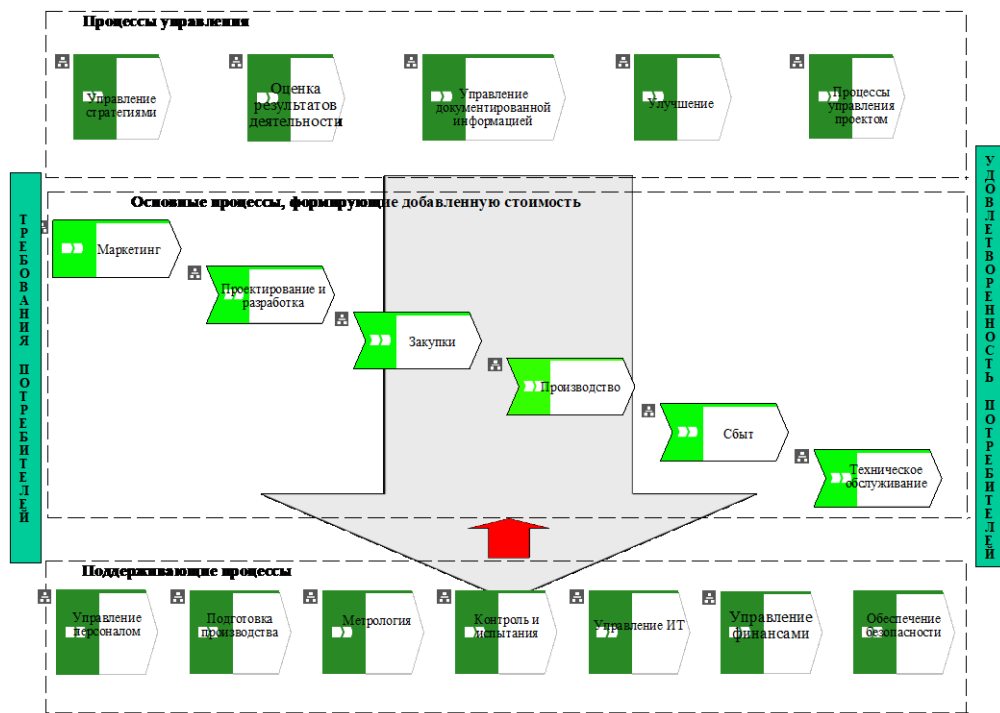 Процессы управления
Управление
стратегиями
Оценка
результатов
деятельности
Управление
документированной
информацией
Улучшение
Процессы
управления
проектом
ТРЕБОВАНИЯ ПОТРЕБИТЕЛЕЙ
Основные процессы, формирующие добавленную стоимость
Маркетинг
Проектирование и
разработка
Закупки
Производство
Сбыт
Техническое
обслуживание
УДОВЛЕТВОРЕННОСТЬ ПОТРЕБИТЕЛЕЙ
Поддерживающие процессы
Управление
персоналом
Подготовка
производства
Метрология
Контроль и
испытания
Управление ИТ
Управление
финансами
Обеспечение
безопасности